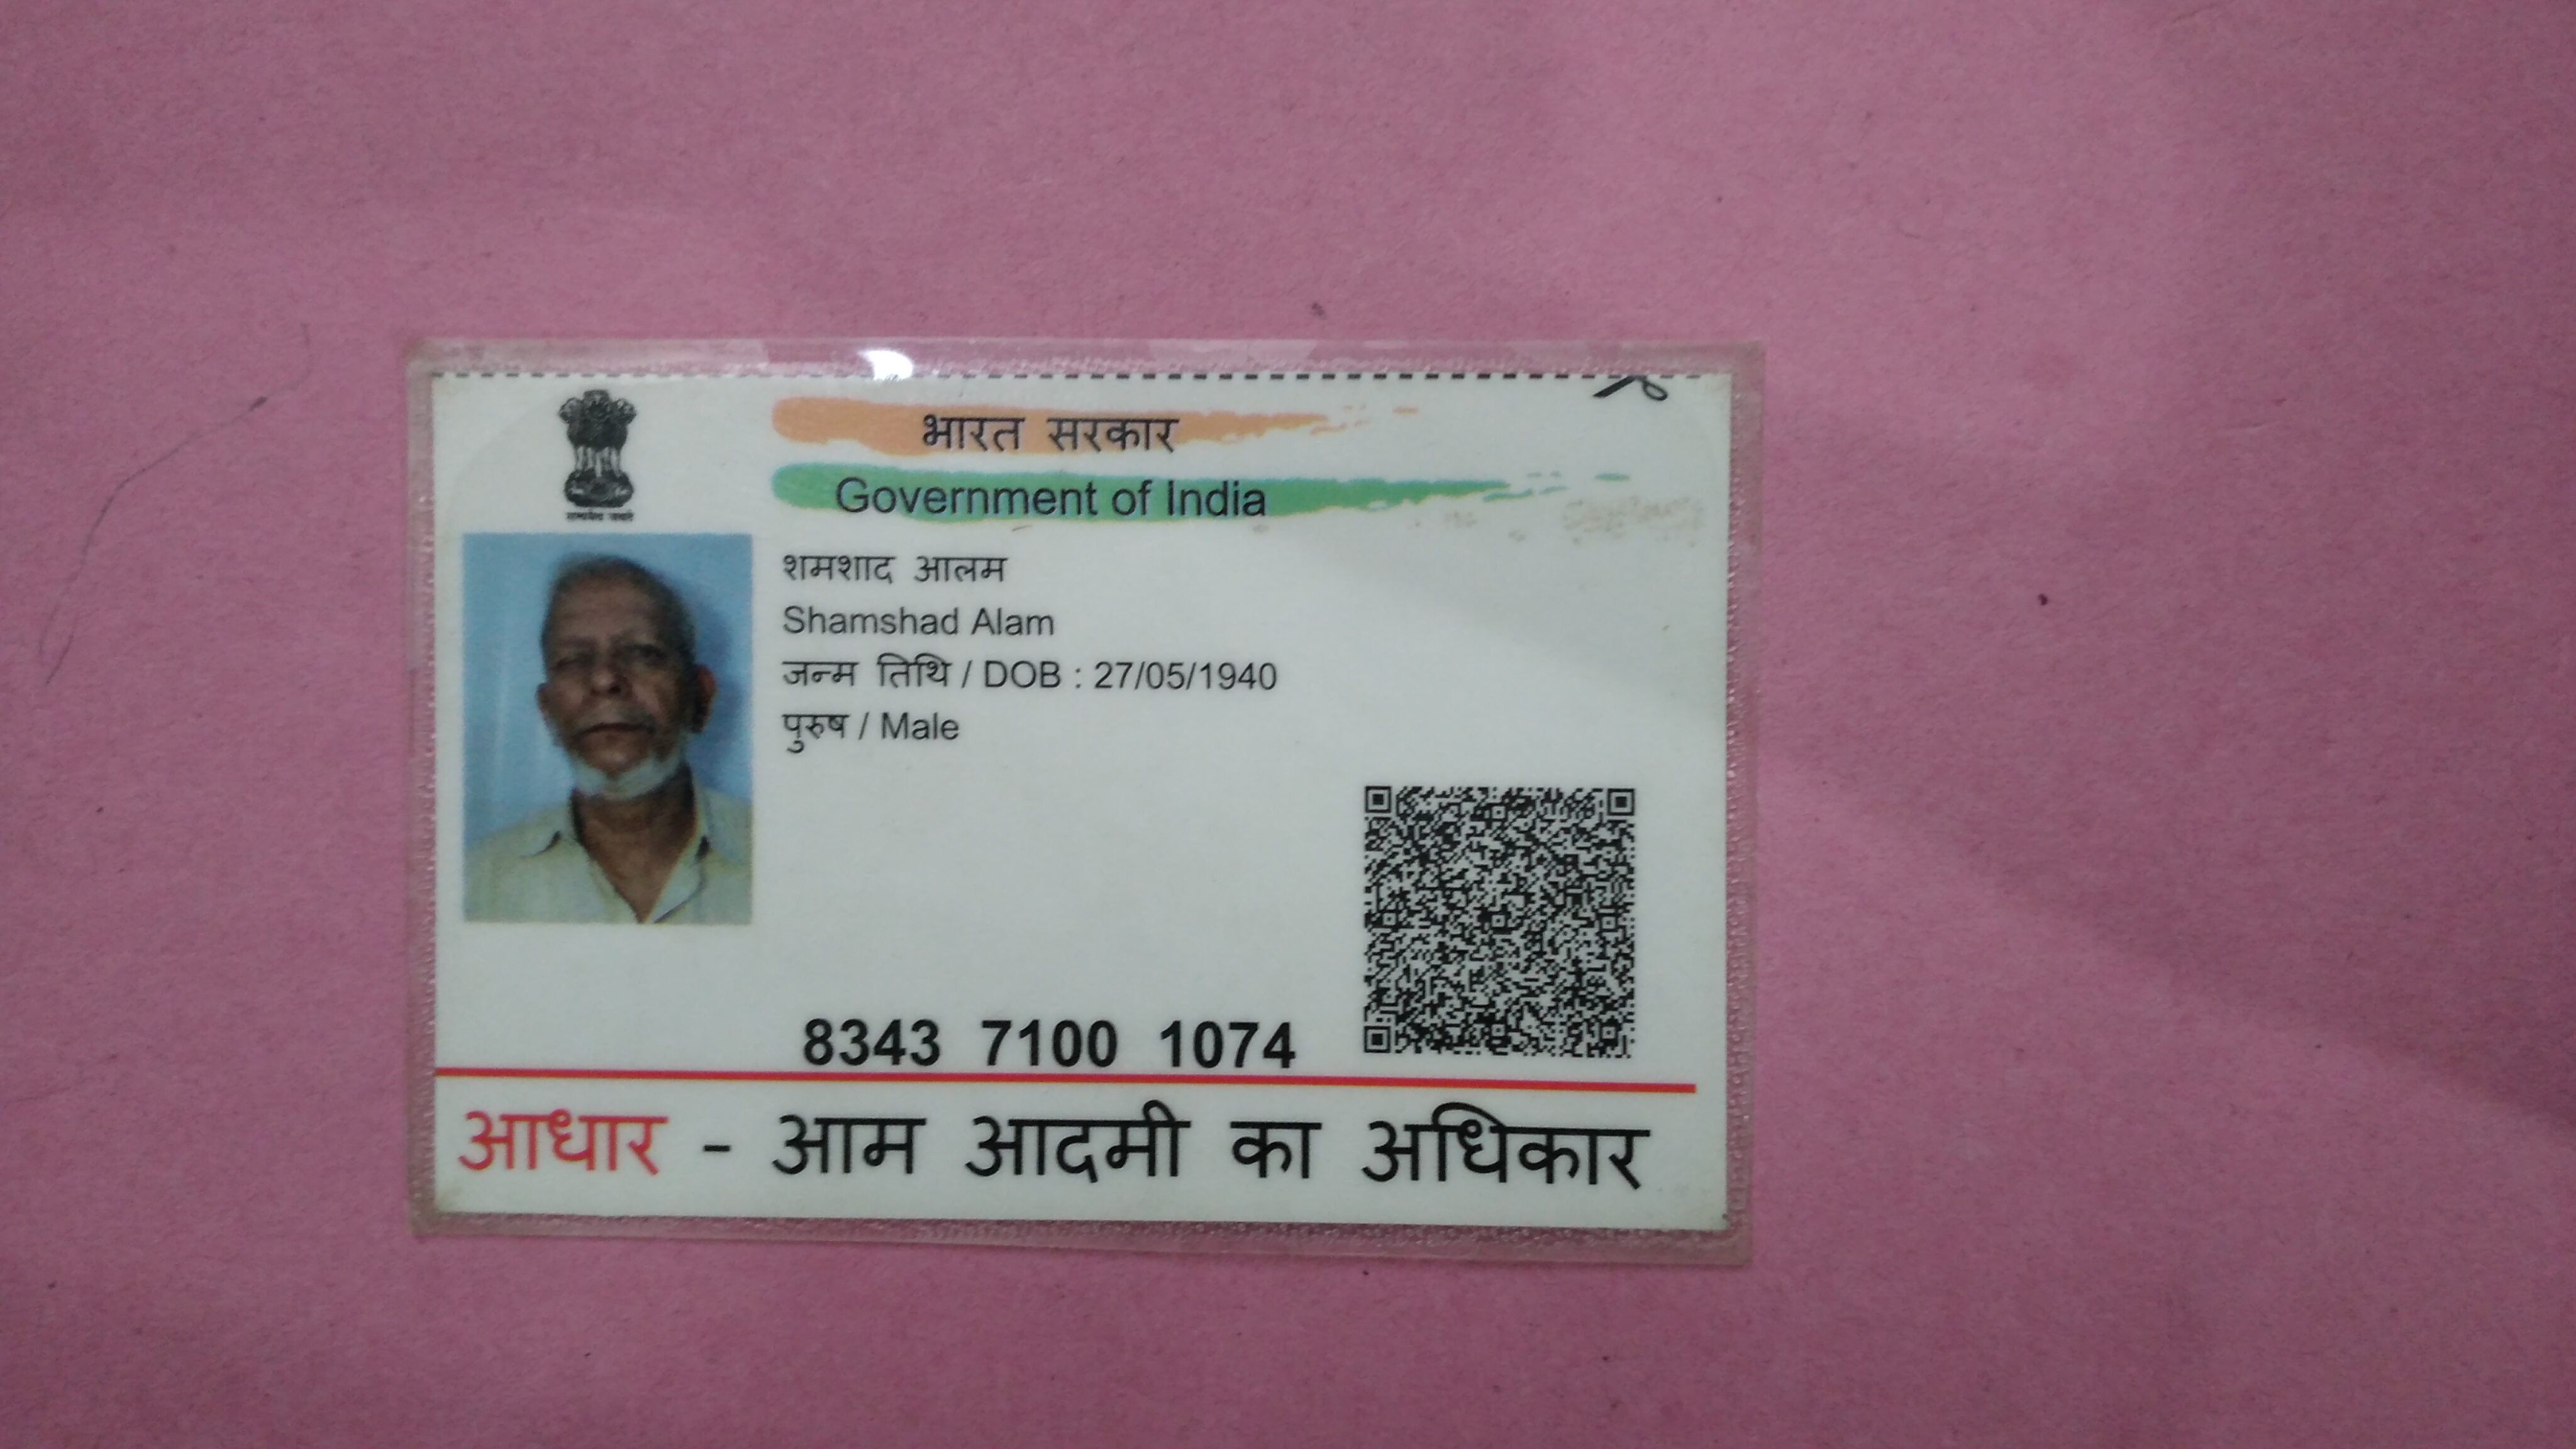 भारत सरकार
Government of India
शमशाद आलम
Shamshad Alam
जन्म तिथि / DOB : 27/05/1940
पुरुष / Male
8343 7100 1074
आधार - आम आदमी का अधिकार